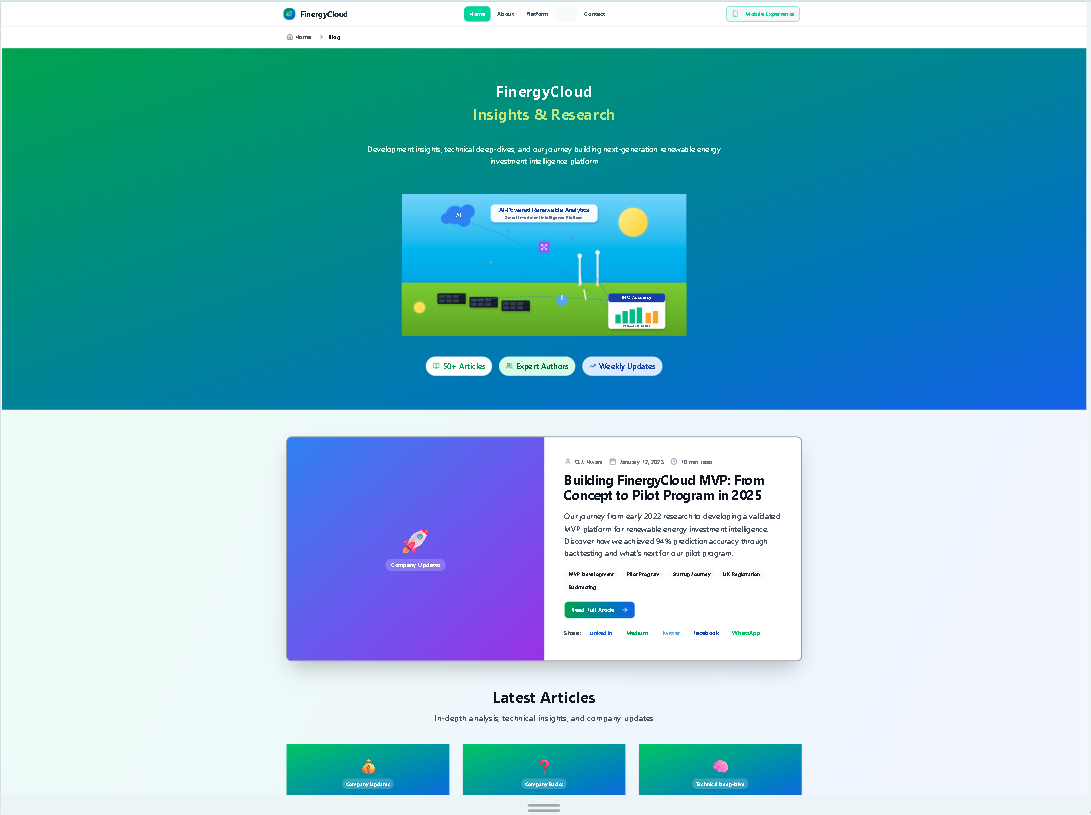 FinergyCloud
Home
About
Platform
Contact
Mobile Experience
Home
Blog
FinergyCloud
Insights & Research
Development insights, technical deep-dives, and our journey building next-generation renewable energy
investment intelligence platform
AI
AI-Powered Renewable Analytics
50+ Articles
Expert Authors
Weekly Updates
January 12, 2025
10 min read
Building FinergyCloud MVP: From
Concept to Pilot Program in 2025
Our journey from early 2022 research to developing a validated
MVP platform for renewable energy investment intelligence.
Discover how we achieved 94% prediction accuracy through
backtesting and what's next for our pilot program.
Company Updates
MVP Development
Pilot Program
Startup Journey
UK Registration
Backtesting
Read Full Article
Share:
LinkedIn
Medium
Twitter
Facebook
WhatsApp
Latest Articles
In-depth analysis, technical insights, and company updates
Company Updates
Company Basics
Technical Deep-Dive